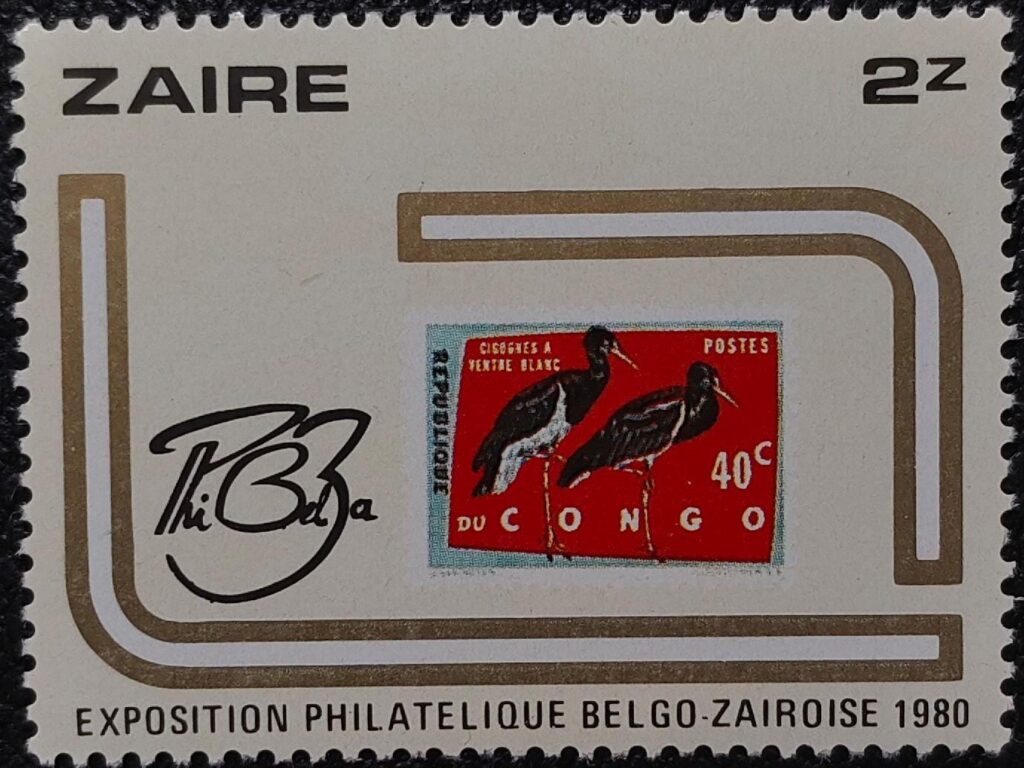 ZAIRE
2Z
CIGOGNES A
VENTRE BLANC
POSTES
REPUBLIQUE
40C
DU CONGO
PhiBelZa
EXPOSITION PHILATELIQUE BELGO-ZAIROISE 1980